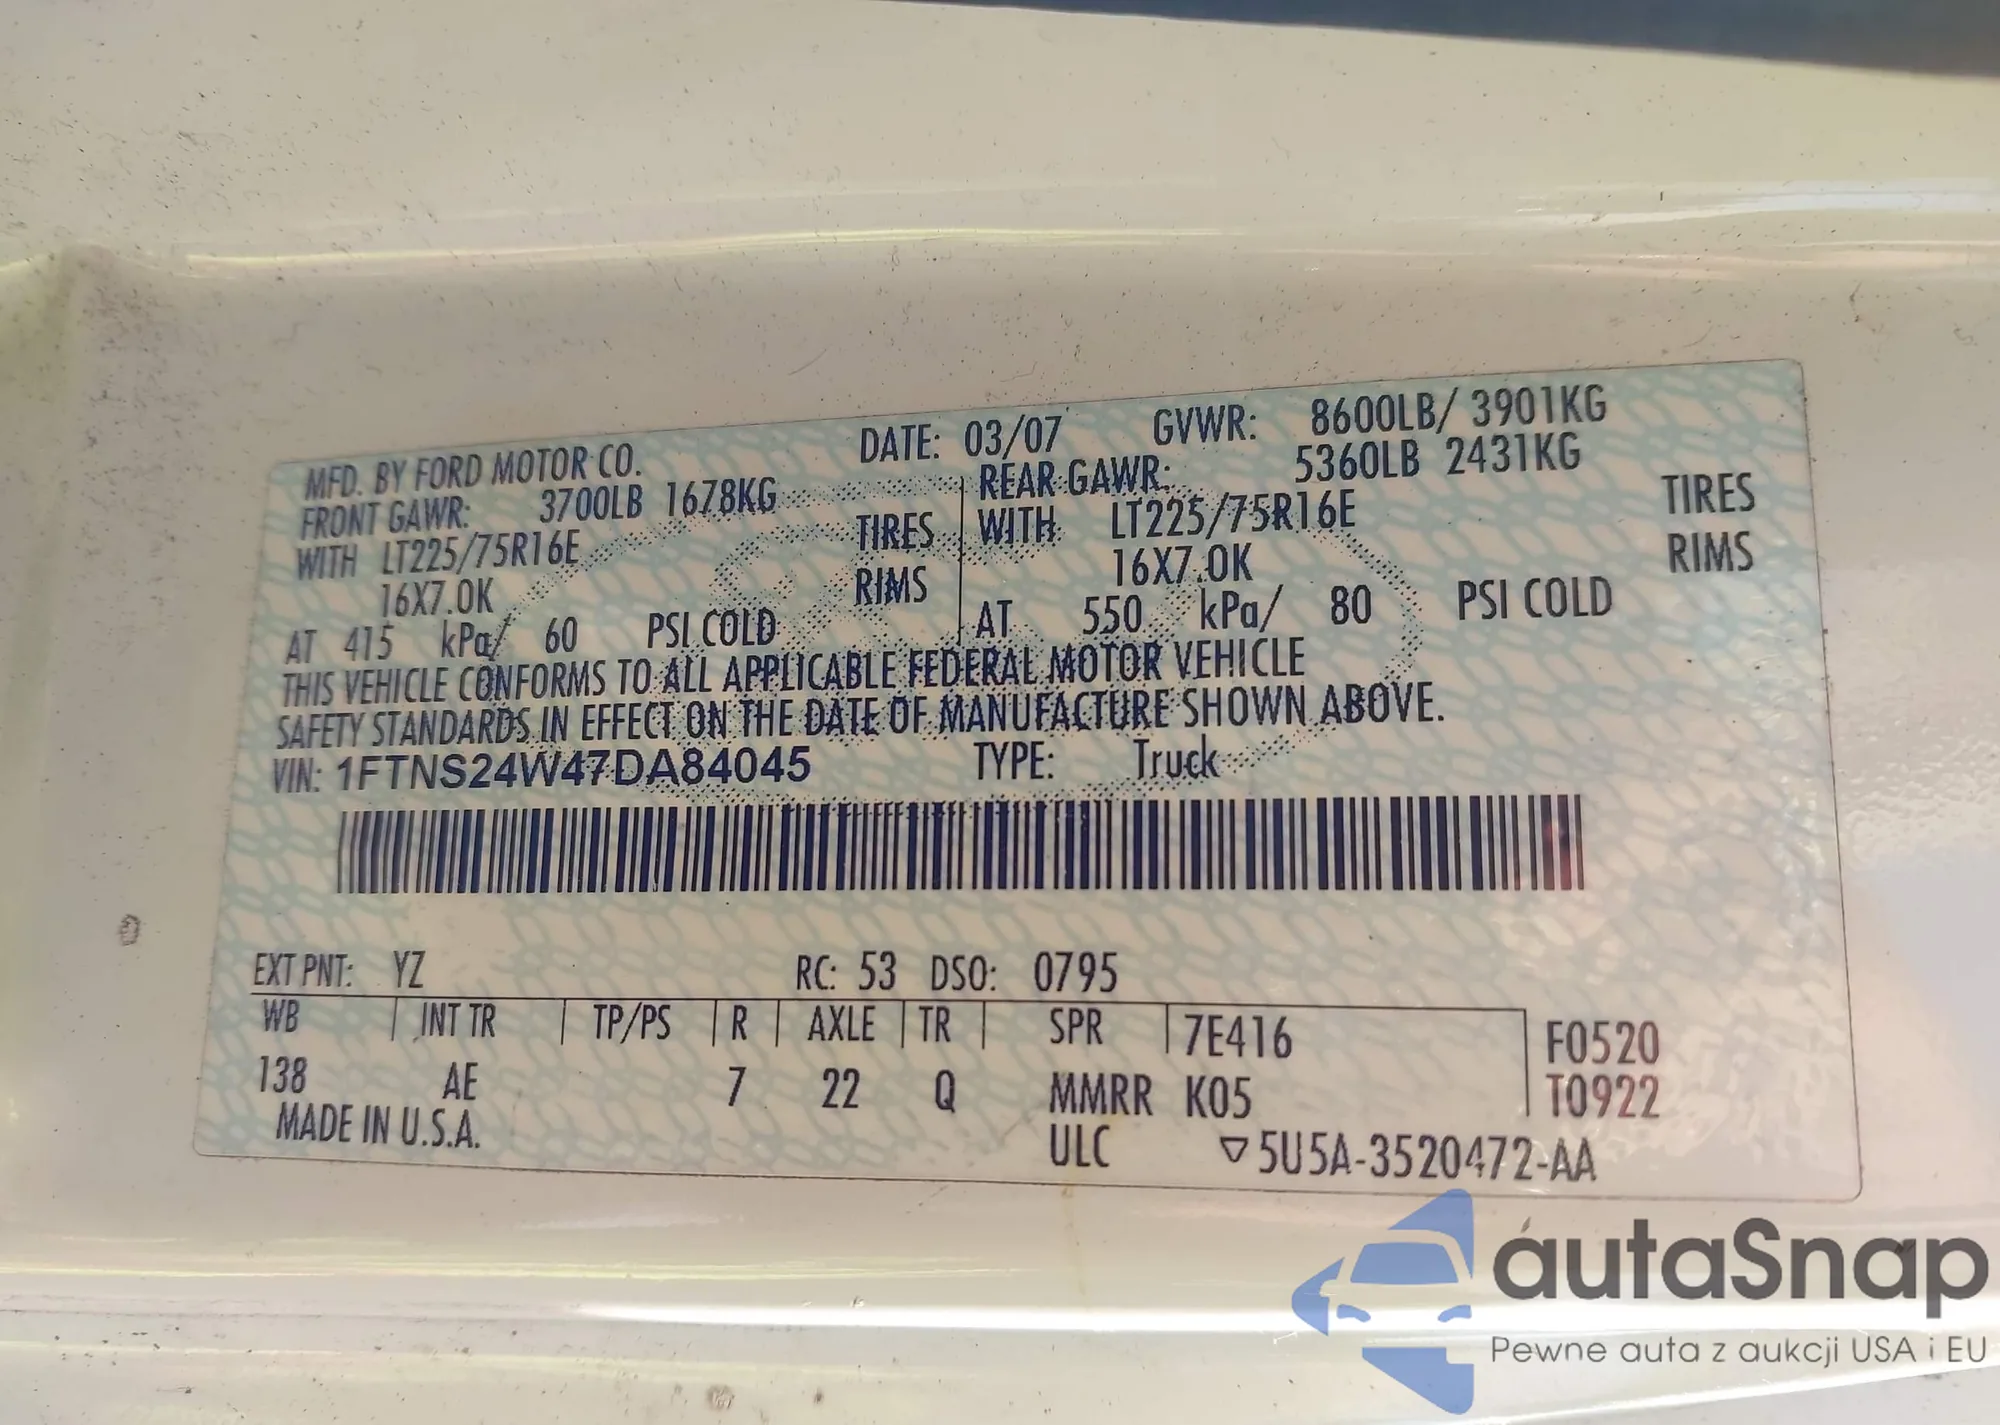 MFD. BY FORD MOTOR CO. DATE: 03/07 GVWR: 8600LB/ 3901KG
FRONT GAWR: 3700LB 1678KG REAR GAWR: 5360LB 2431KG
WITH LT225/75R16E TIRES WITH LT225/75R16E TIRES
16X7.0K RIMS 16X7.0K RIMS
AT 415 kPa/ 60 PSI COLD AT 550 kPa/ 80 PSI COLD
THIS VEHICLE CONFORMS TO ALL APPLICABLE FEDERAL MOTOR VEHICLE
SAFETY STANDARDS IN EFFECT ON THE DATE OF MANUFACTURE SHOWN ABOVE.
VIN: 1FTNS24W47DA84045 TYPE: Truck
EXT PNT: YZ RC: 53 DSO: 0795
WB INT TR TP/PS R AXLE TR SPR 7E416 F0520
138 AE 7 22 Q MMRR K05 T0922
MADE IN U.S.A. ULC ▽5U5A-3520472-AA
autaSnap
Pewne auta z aukcji USA i EU